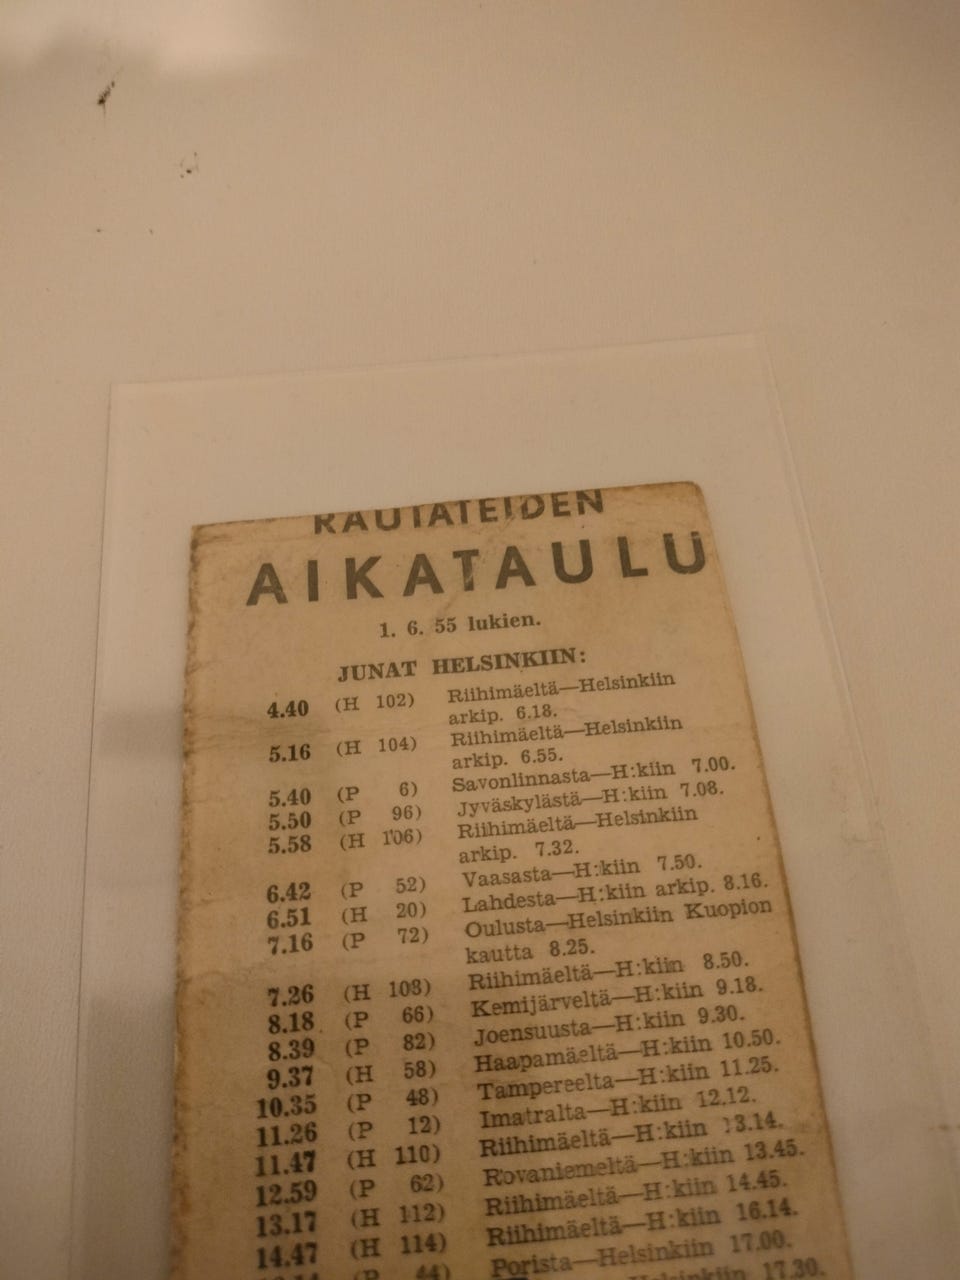 RAUTATEIDEN
AIKATAULU
1. 6. 55 lukien.
JUNAT HELSINKIIN:
4.40 (H 102) Riihimäeltä—Helsinkiin
arkip. 6.18.
5.16 (H 104) Riihimäeltä—Helsinkiin
arkip. 6.55.
5.40 (P 6) Savonlinnasta—H:kiin 7.00.
5.50 (P 96) Jyväskylästä—H:kiin 7.08.
5.58 (H 106) Riihimäeltä—Helsinkiin
arkip. 7.32.
6.42 (P 52) Vaasasta—H:kiin 7.50.
6.51 (H 20) Lahdesta—H:kiin arkip. 8.16.
7.16 (P 72) Oulusta—Helsinkiin Kuopion
kautta 8.25.
7.26 (H 108) Riihimäeltä—H:kiin 8.50.
8.18 (P 66) Kemijärveltä—H:kiin 9.18.
8.39 (P 82) Joensuusta—H:kiin 9.30.
9.37 (H 58) Haapamäeltä—H:kiin 10.50.
10.35 (P 48) Tampereelta—H:kiin 11.25.
11.26 (P 12) Imatralta—H:kiin 12.12.
11.47 (H 110) Riihimäeltä—H:kiin 13.14.
12.59 (P 62) Rovaniemeltä—H:kiin 13.45.
13.17 (H 112) Riihimäeltä—H:kiin 14.45.
14.47 (H 114) Riihimäeltä—H:kiin 16.14.
(P 44) Porista—Helsinkiin 17.00.
Helsinkiin 17.30.